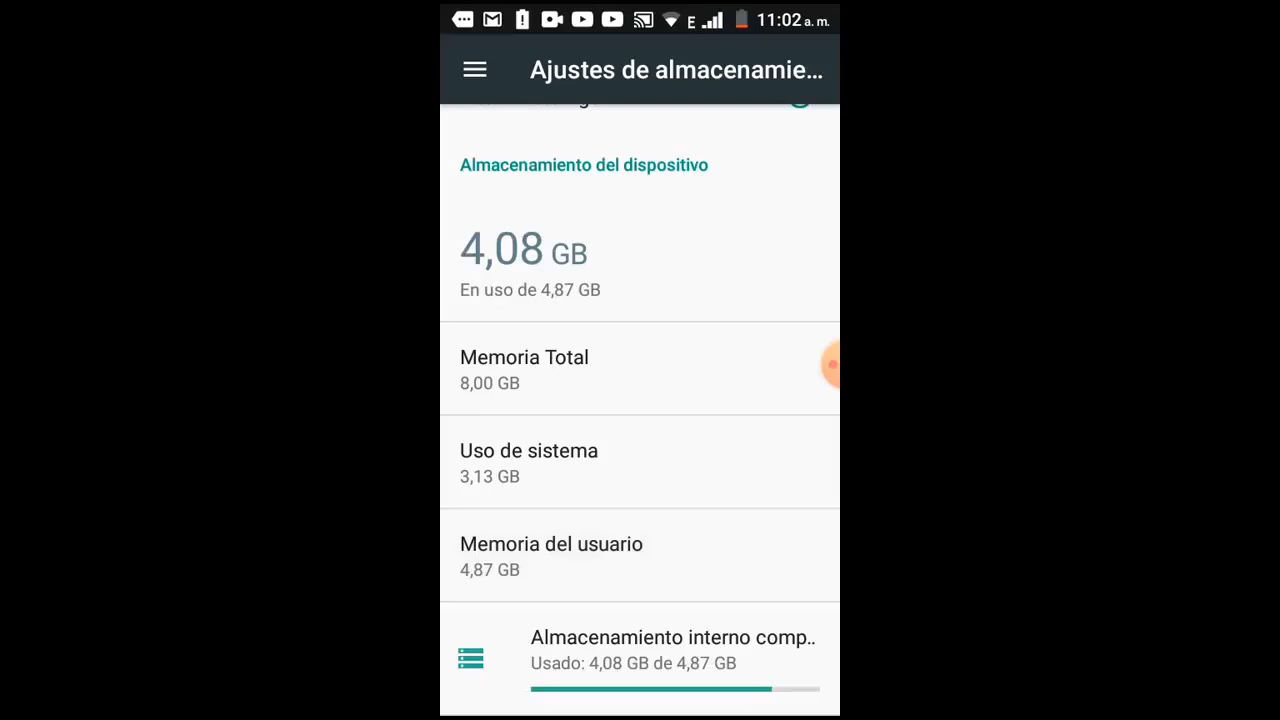 E 11:02 a. m.
Ajustes de almacenamie...
Almacenamiento del dispositivo
4,08 GB
En uso de 4,87 GB
Memoria Total
8,00 GB
Uso de sistema
3,13 GB
Memoria del usuario
4,87 GB
Almacenamiento interno comp..
Usado: 4,08 GB de 4,87 GB